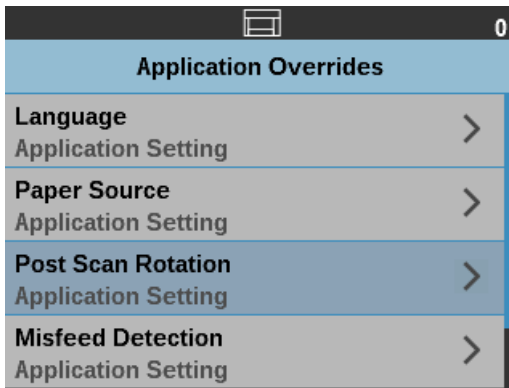 0
Application Overrides
Language
Application Setting
Paper Source
Application Setting
Post Scan Rotation
Application Setting
Misfeed Detection
Application Setting